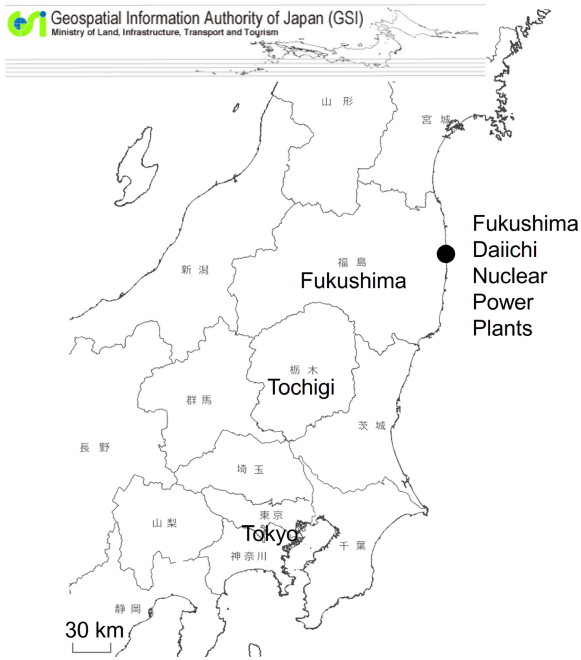 Geospatial Information Authority of Japan (GSI)
Ministry of Land, Infrastructure, Transport and Tourism
山形
宮城
Fukushima
Daiichi
Nuclear
Power
Plants
新潟
福島
Fukushima
栃木
Tochigi
群馬
茨城
長野
埼玉
山梨
東京
Tokyo
千葉
神奈川
静岡
30 km